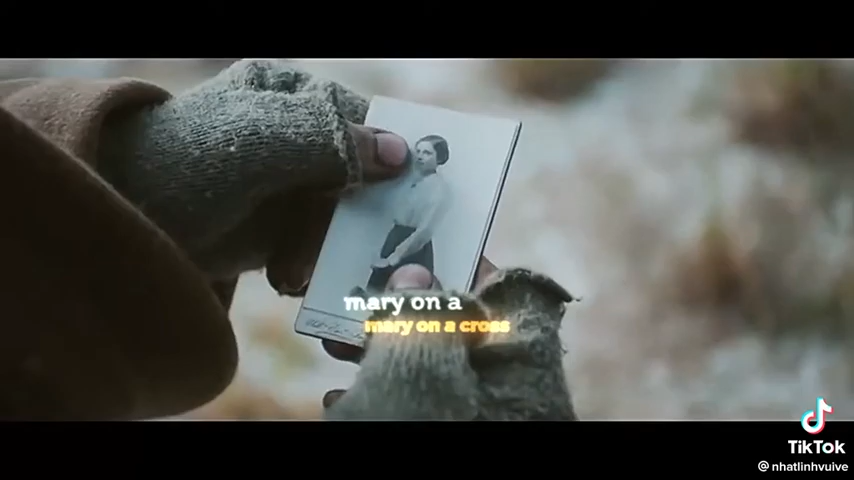 mary on a
mary on a cross
TikTok
@nhatlinhvuive